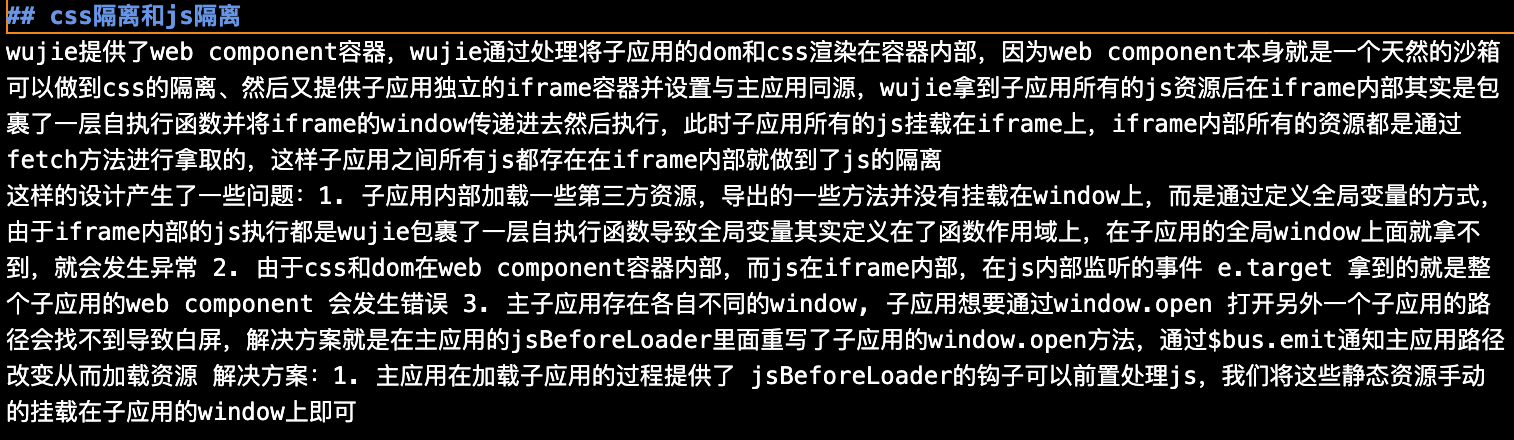 ## css隔离和js隔离
wujie提供了web component容器，wujie通过处理将子应用的dom和css渲染在容器内部，因为web component本身就是一个天然的沙箱
可以做到css的隔离、然后又提供子应用独立的iframe容器并设置与主应用同源，wujie拿到子应用所有的js资源后在iframe内部其实是包
裹了一层自执行函数并将iframe的window传递进去然后执行，此时子应用所有的js挂载在iframe上，iframe内部所有的资源都是通过
fetch方法进行拿取的，这样子应用之间所有js都存在在iframe内部就做到了js的隔离
这样的设计产生了一些问题：1. 子应用内部加载一些第三方资源，导出的一些方法并没有挂载在window上，而是通过定义全局变量的方式，
由于iframe内部的js执行都是wujie包裹了一层自执行函数导致全局变量其实定义在了函数作用域上，在子应用的全局window上面就拿不
到，就会发生异常 2. 由于css和dom在web component容器内部，而js在iframe内部，在js内部监听的事件 e.target 拿到的就是整
个子应用的web component 会发生错误 3. 主子应用存在各自不同的window, 子应用想要通过window.open 打开另外一个子应用的路
径会找不到导致白屏，解决方案就是在主应用的jsBeforeLoader里面重写了子应用的window.open方法，通过$bus.emit通知主应用路径
改变从而加载资源 解决方案：1. 主应用在加载子应用的过程提供了 jsBeforeLoader的钩子可以前置处理js，我们将这些静态资源手动
的挂载在子应用的window上即可